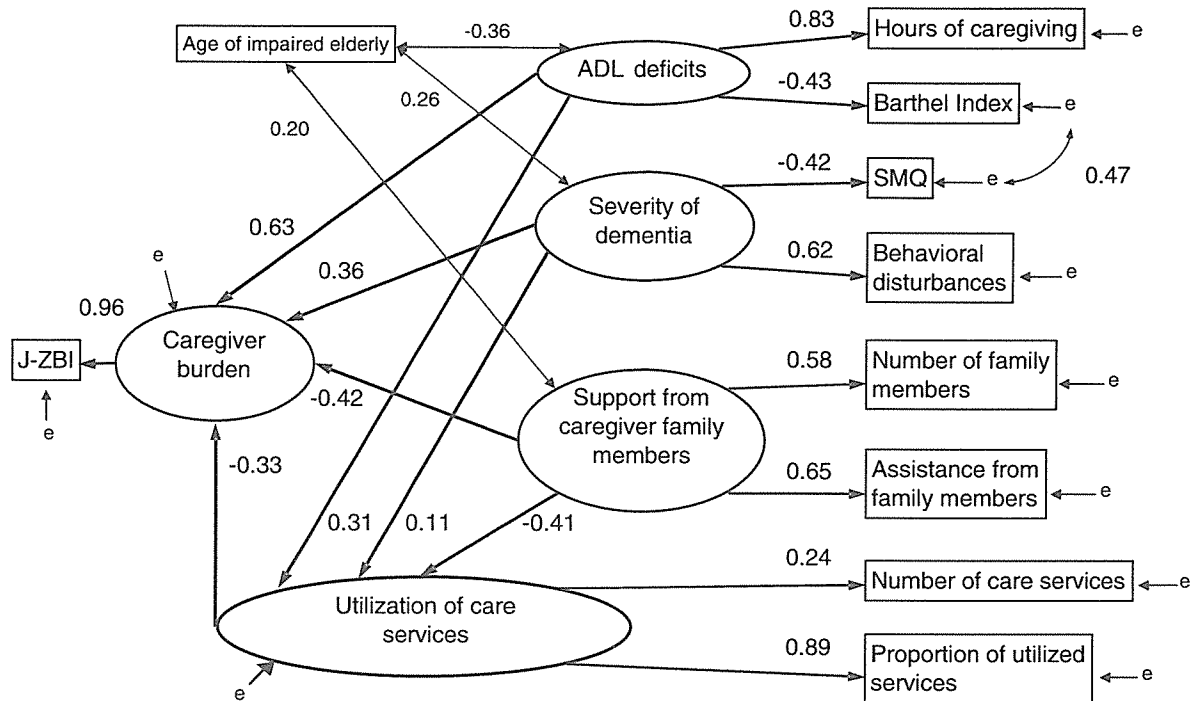 0.83
Hours of caregiving
e
Age of impaired elderly
-0.36
ADL deficits
-0.43
Barthel Index
e
0.26
0.20
-0.42
SMQ
e
0.47
Severity of
dementia
0.62
Behavioral
disturbances
e
0.63
0.36
e
0.96
Caregiver
burden
J-ZBI
e
-0.42
0.58
Number of family
members
e
Support from
caregiver family
members
0.65
Assistance from
family members
e
-0.33
0.31
0.11
-0.41
0.24
Number of care services
e
Utilization of care
services
e
0.89
Proportion of utilized
services
e